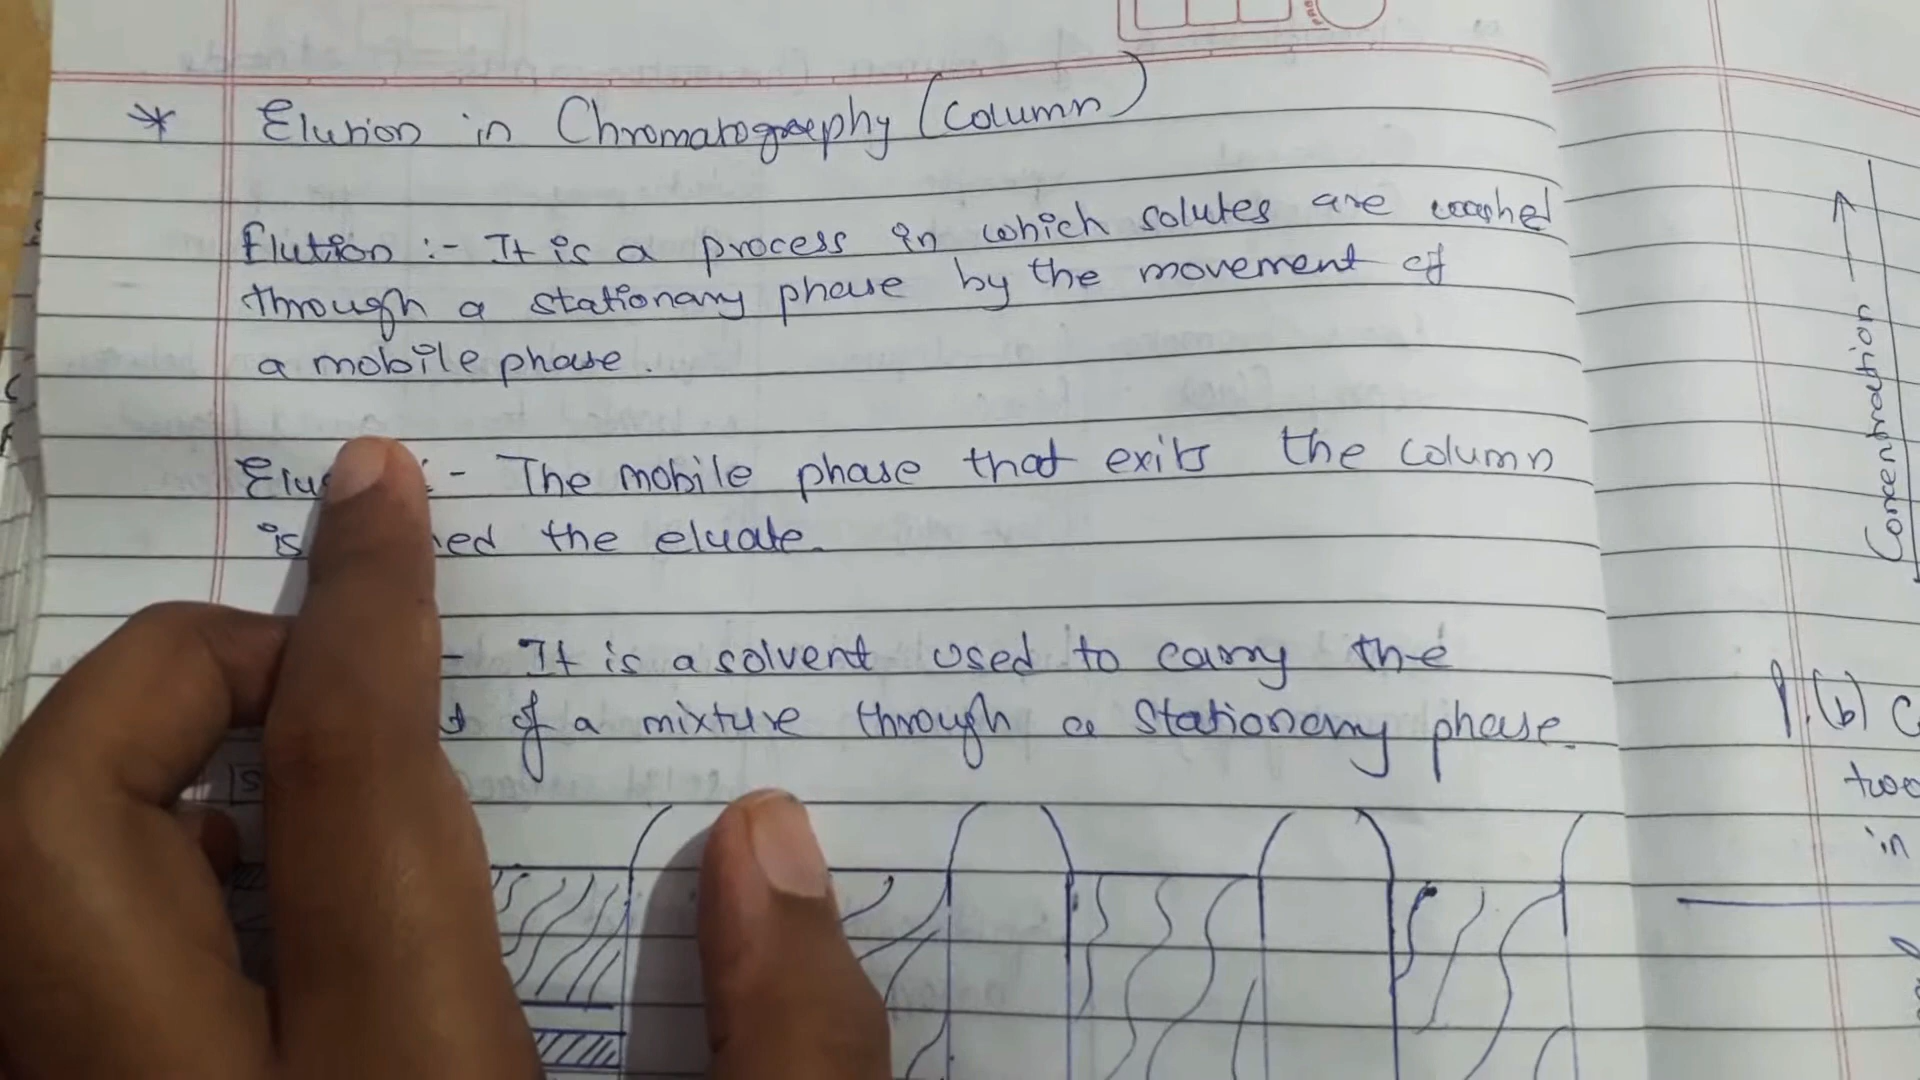 * Elution in Chromatography (Column)
Elution :- It is a process in which solutes are washed
through a stationary phase by the movement of
a mobile phase.
:- The mobile phase that exits the column
is the eluate.
- It is a solvent used to carry the
of a mixture through a stationary phase.
Concentration →
(b)
in